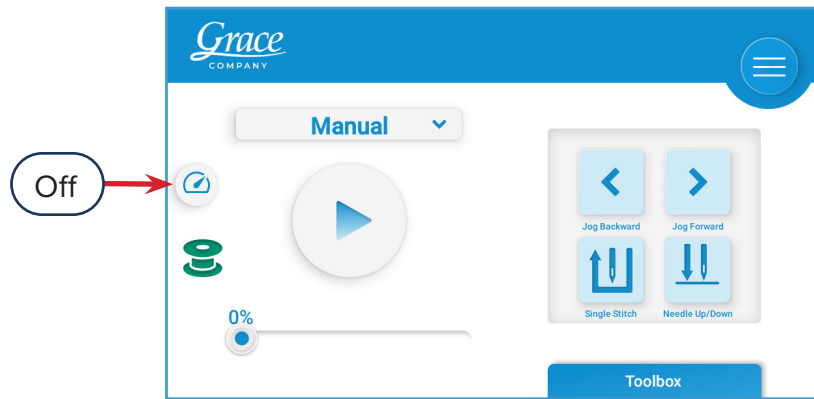 Grace
COMPANY
Manual
Off
0%
Jog Backward
Jog Forward
Single Stitch
Needle Up/Down
Toolbox